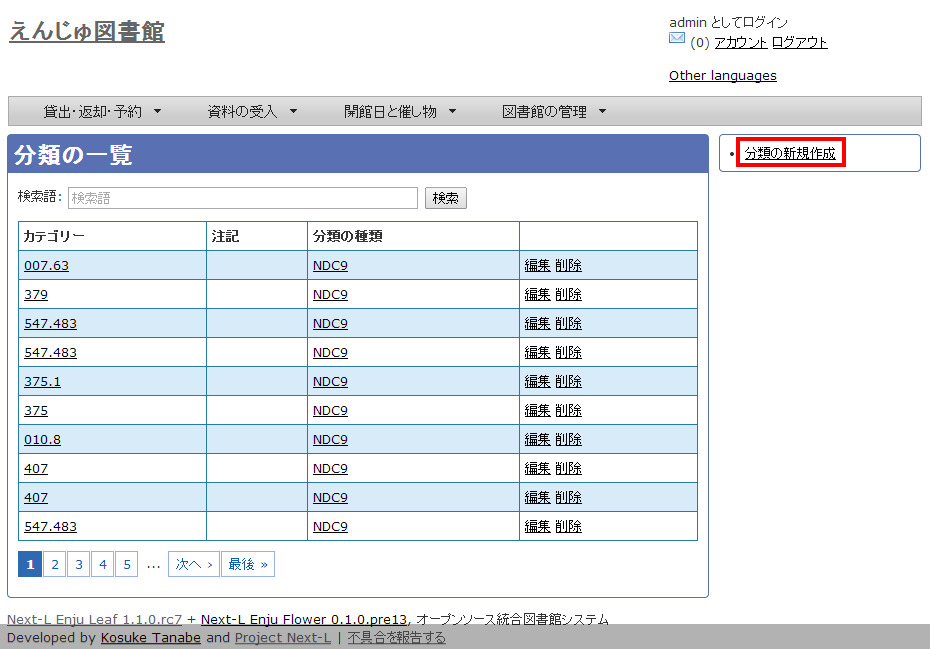 えんじゅ図書館
admin としてログイン
(0) アカウント ログアウト
Other languages
貸出・返却・予約 ▼ 資料の受入 ▼ 開館日と催し物 ▼ 図書館の管理 ▼
分類の一覧
• 分類の新規作成
検索語: 検索語 検索
カテゴリー 注記 分類の種類
007.63 NDC9 編集 削除
379 NDC9 編集 削除
547.483 NDC9 編集 削除
547.483 NDC9 編集 削除
375.1 NDC9 編集 削除
375 NDC9 編集 削除
010.8 NDC9 編集 削除
407 NDC9 編集 削除
407 NDC9 編集 削除
547.483 NDC9 編集 削除
1 2 3 4 5 ... 次へ › 最後 »
Next-L Enju Leaf 1.1.0.rc7 + Next-L Enju Flower 0.1.0.pre13, オープンソース統合図書館システム
Developed by Kosuke Tanabe and Project Next-L | 不具合を報告する